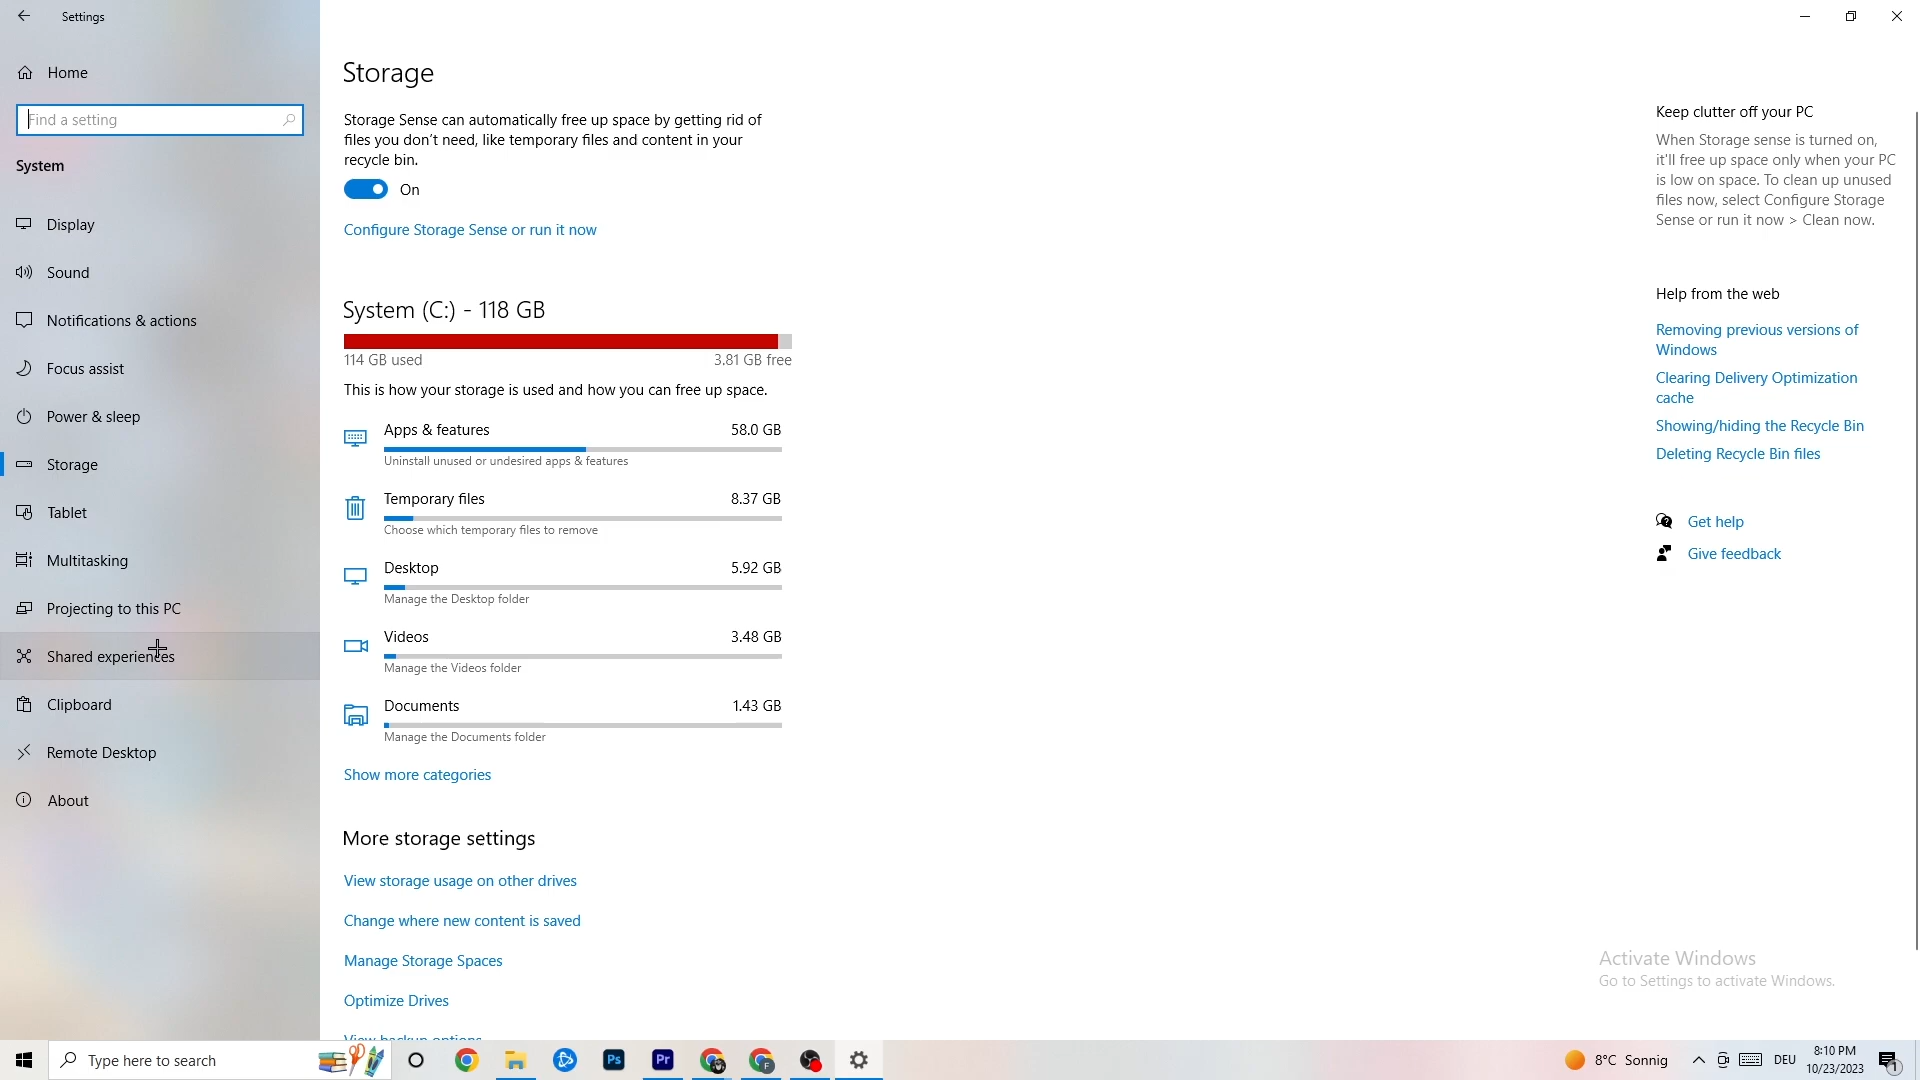 Settings
Home
Find a setting
System
Display
Sound
Notifications & actions
Focus assist
Power & sleep
Storage
Tablet
Multitasking
Projecting to this PC
Shared experiences
Clipboard
Remote Desktop
About
Storage
Storage Sense can automatically free up space by getting rid of
files you don't need, like temporary files and content in your
recycle bin.
On
Configure Storage Sense or run it now
System (C:) - 118 GB
114 GB used 3.81 GB free
This is how your storage is used and how you can free up space.
Apps & features 58.0 GB
Uninstall unused or undesired apps & features
Temporary files 8.37 GB
Choose which temporary files to remove
Desktop 5.92 GB
Manage the Desktop folder
Videos 3.48 GB
Manage the Videos folder
Documents 1.43 GB
Manage the Documents folder
Show more categories
More storage settings
View storage usage on other drives
Change where new content is saved
Manage Storage Spaces
Optimize Drives
View backup options
Keep clutter off your PC
When Storage sense is turned on,
it'll free up space only when your PC
is low on space. To clean up unused
files now, select Configure Storage
Sense or run it now > Clean now.
Help from the web
Removing previous versions of
Windows
Clearing Delivery Optimization
cache
Showing/hiding the Recycle Bin
Deleting Recycle Bin files
Get help
Give feedback
Activate Windows
Go to Settings to activate Windows.
Type here to search
Ps
Pr
F
8°C Sonnig
DEU
8:10 PM
10/23/2023
1